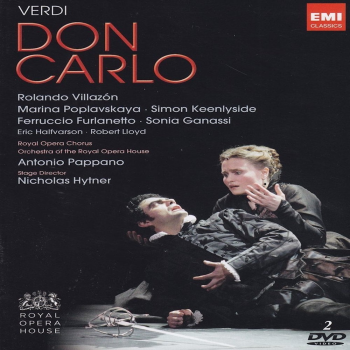 VERDI
EMI
CLASSICS
DON
CARLO
Rolando Villazón
Marina Poplavskaya · Simon Keenlyside
Ferruccio Furlanetto · Sonia Ganassi
Eric Halfvarson · Robert Lloyd
Royal Opera Chorus
Orchestra of the Royal Opera House
Antonio Pappano
Stage Director
Nicholas Hytner
ROYAL
OPERA
HOUSE
2
DVD
VIDEO